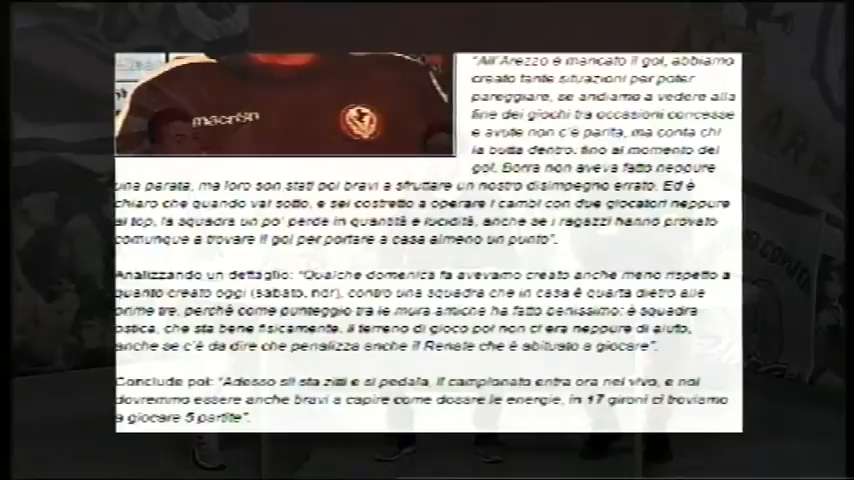 macron
"All'Arezzo è mancato il gol, abbiamo
creato tante situazioni per poter
pareggiare, se andiamo a vedere alla
fine dei giochi tra occasioni concesse
e avute non c'è parità, ma conta chi
la butta dentro, fino al momento del
gol, Borra non aveva fatto neppure
una parata, ma loro son stati poi bravi a sfruttare un nostro disimpegno errato. Ed è
chiaro che quando vai sotto, e sei costretto a operare i cambi con due giocatori neppure
al top, la squadra un po' perde in quantità e lucidità, anche se i ragazzi hanno provato
comunque a trovare il gol per portare a casa almeno un punto".
Analizzando un dettaglio: "Qualche domenica fa avevamo creato anche meno rispetto a
quanto creato oggi (sabato, ndr), contro una squadra che in casa è quarta dietro alle
prime tre, perchè come punteggio tra le mura amiche ha fatto benissimo: è squadra
ostica, che sta bene fisicamente. Il terreno di gioco poi non ci era neppure di aiuto,
anche se c'è da dire che penalizza anche il Renate che è abituato a giocare".
Conclude poi: "Adesso si sta zitti e si pedala, il campionato entra ora nel vivo, e noi
dovremmo essere anche bravi a capire come dosare le energie, in 17 gironi ci troviamo
a giocare 5 partite".